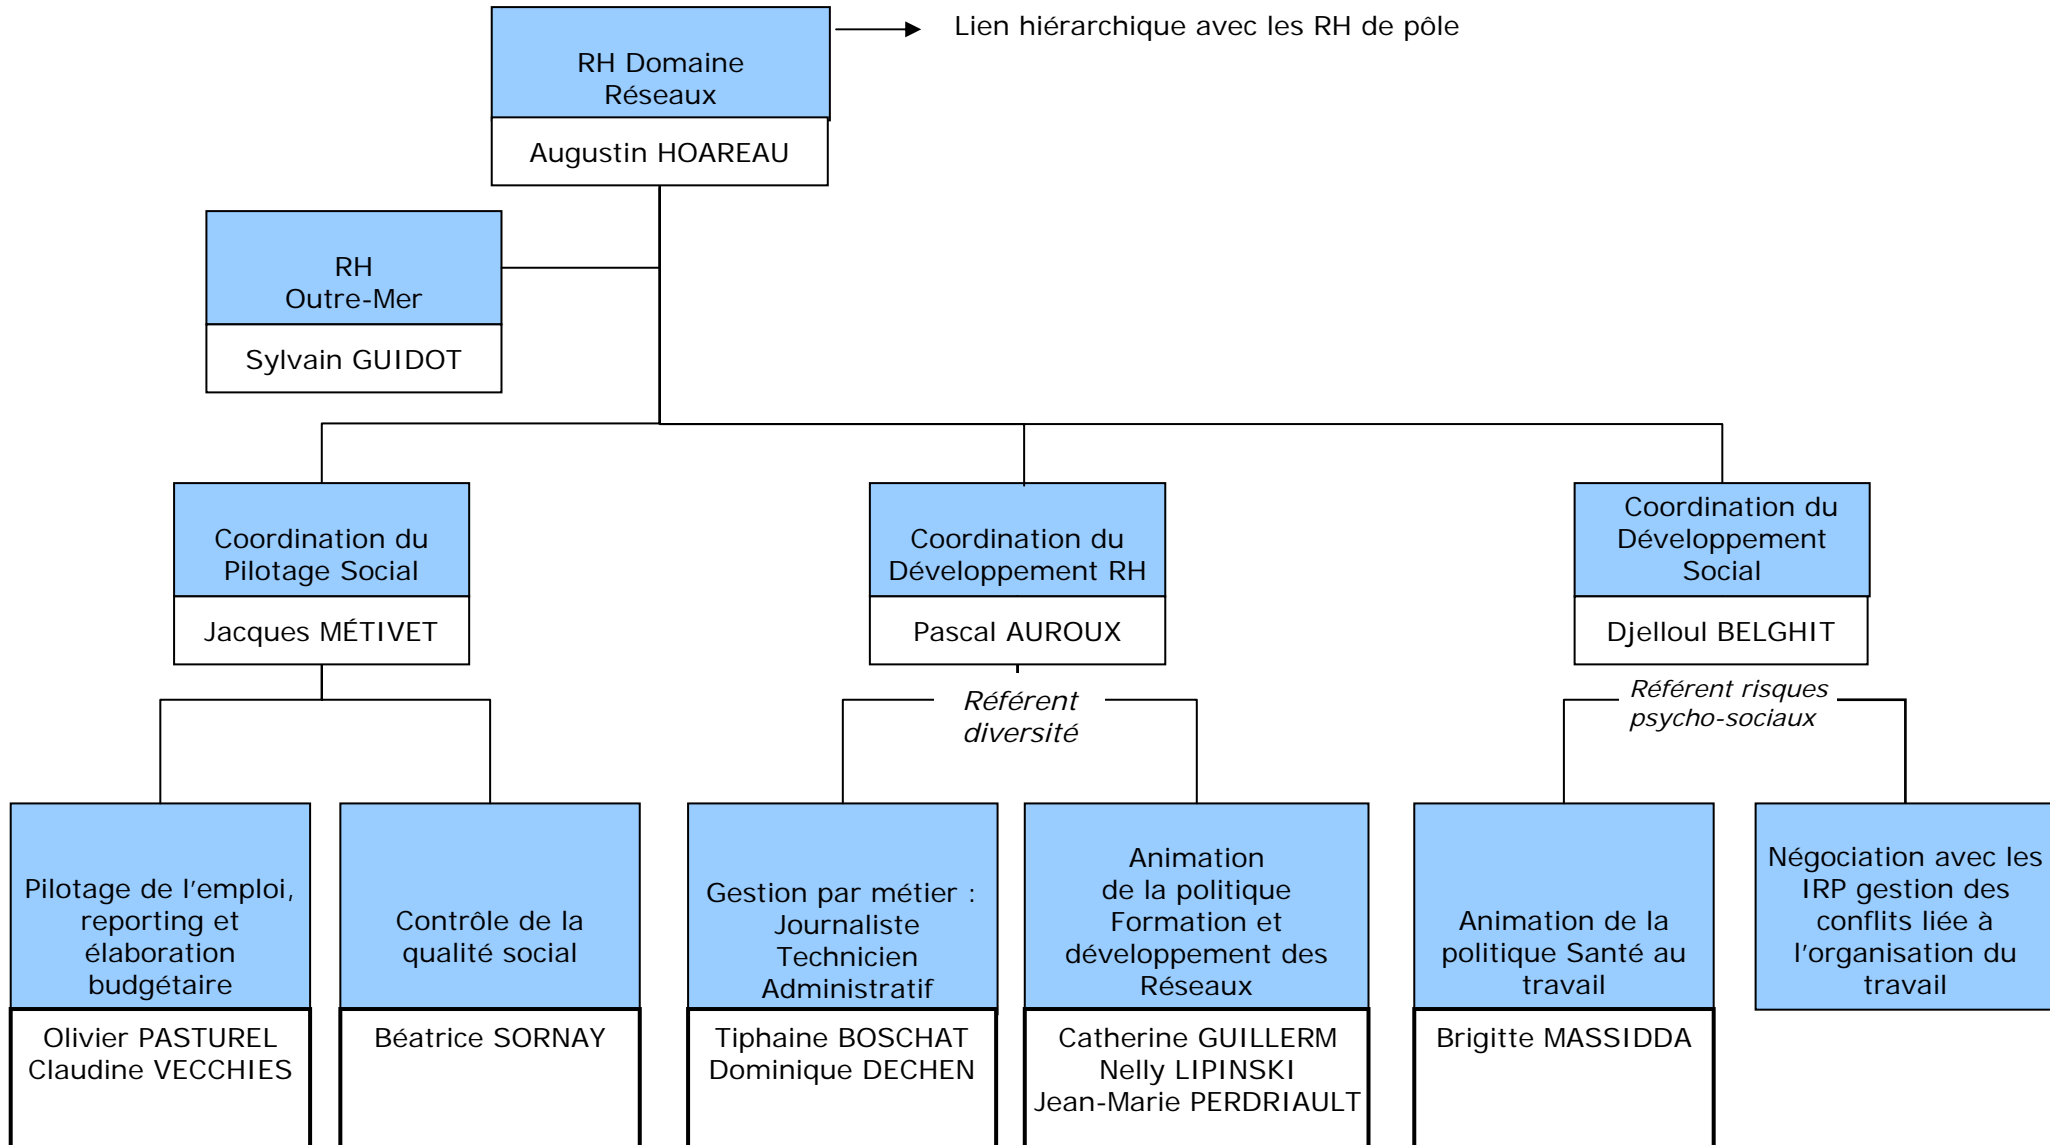 Lien hiérarchique avec les RH de pôle
RH Domaine
Réseaux
Augustin HOAREAU
RH
Outre-Mer
Sylvain GUIDOT
Coordination du
Pilotage Social
Jacques MÉTIVET
Coordination du
Développement RH
Pascal AUROUX
Coordination du
Développement
Social
Djelloul BELGHIT
Référent
diversité
Référent risques
psycho-sociaux
Pilotage de l'emploi,
reporting et
élaboration
budgétaire
Olivier PASTUREL
Claudine VECCHIES
Contrôle de la
qualité social
Béatrice SORNAY
Gestion par métier :
Journaliste
Technicien
Administratif
Tiphaine BOSCHAT
Dominique DECHEN
Animation
de la politique
Formation et
développement des
Réseaux
Catherine GUILLERM
Nelly LIPINSKI
Jean-Marie PERDRIAULT
Animation de la
politique Santé au
travail
Brigitte MASSIDDA
Négociation avec les
IRP gestion des
conflits liée à
l'organisation du
travail